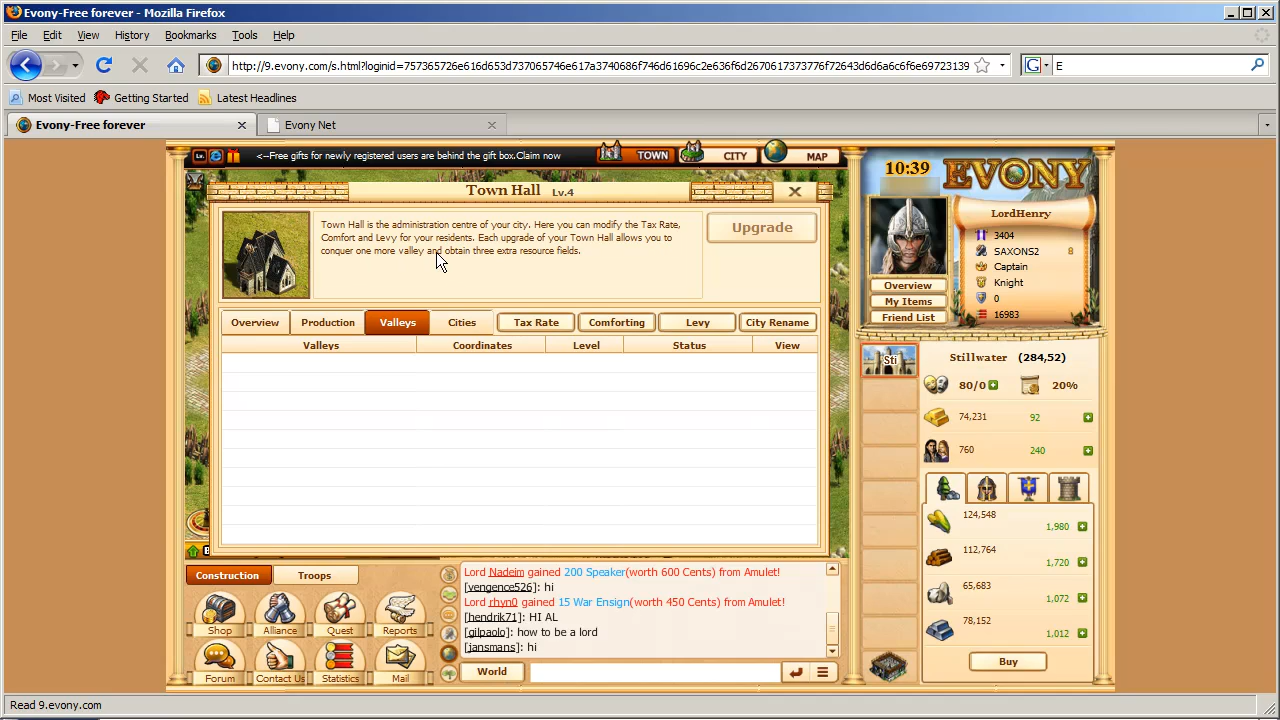 Evony-Free forever - Mozilla Firefox
File Edit View History Bookmarks Tools Help
E
Most Visited Getting Started Latest Headlines
Evony-Free forever Evony Net
<--Free gifts for newly registered users are behind the gift box.Claim now
TOWN CITY MAP
Town Hall Lv.4
Town Hall is the administration centre of your city. Here you can modify the Tax Rate,
Comfort and Levy for your residents. Each upgrade of your Town Hall allows you to
conquer one more valley and obtain three extra resource fields.
Upgrade
Overview Production Valleys Cities Tax Rate Comforting Levy City Rename
Valleys Coordinates Level Status View
10:39 EVONY
LordHenry
3404
SAXONS2 8
Captain
Knight
0
16983
Overview
My Items
Friend List
Sti
Stillwater (284,52)
80/0 20%
74,231 92
760 240
124,548
1,980
112,764
1,720
65,683
1,072
78,152
1,012
Buy
Construction Troops
Shop Alliance Quest Reports
Forum Contact Us Statistics Mail
Lord Nadeim gained 200 Speaker(worth 600 Cents) from Amulet!
[vengence526]: hi
Lord rhyn0 gained 15 War Ensign(worth 450 Cents) from Amulet!
[hendrik71]: HI AL
[gilpaolo]: how to be a lord
[jansmans]: hi
World
Read 9.evony.com